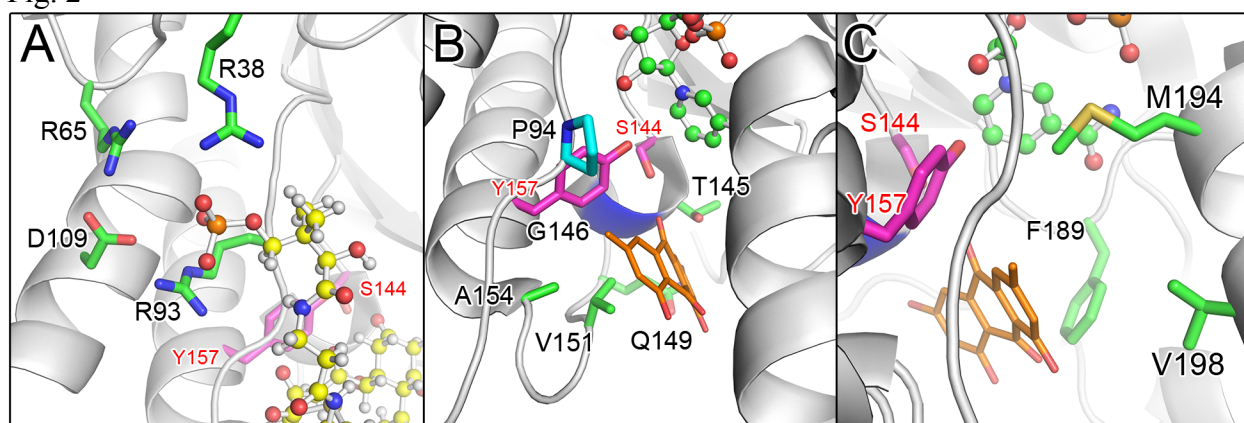 Fig. 2
A
R38
R65
D109
R93
S144
Y157
B
P94
S144
Y157
T145
G146
A154
V151
Q149
C
M194
S144
Y157
F189
V198